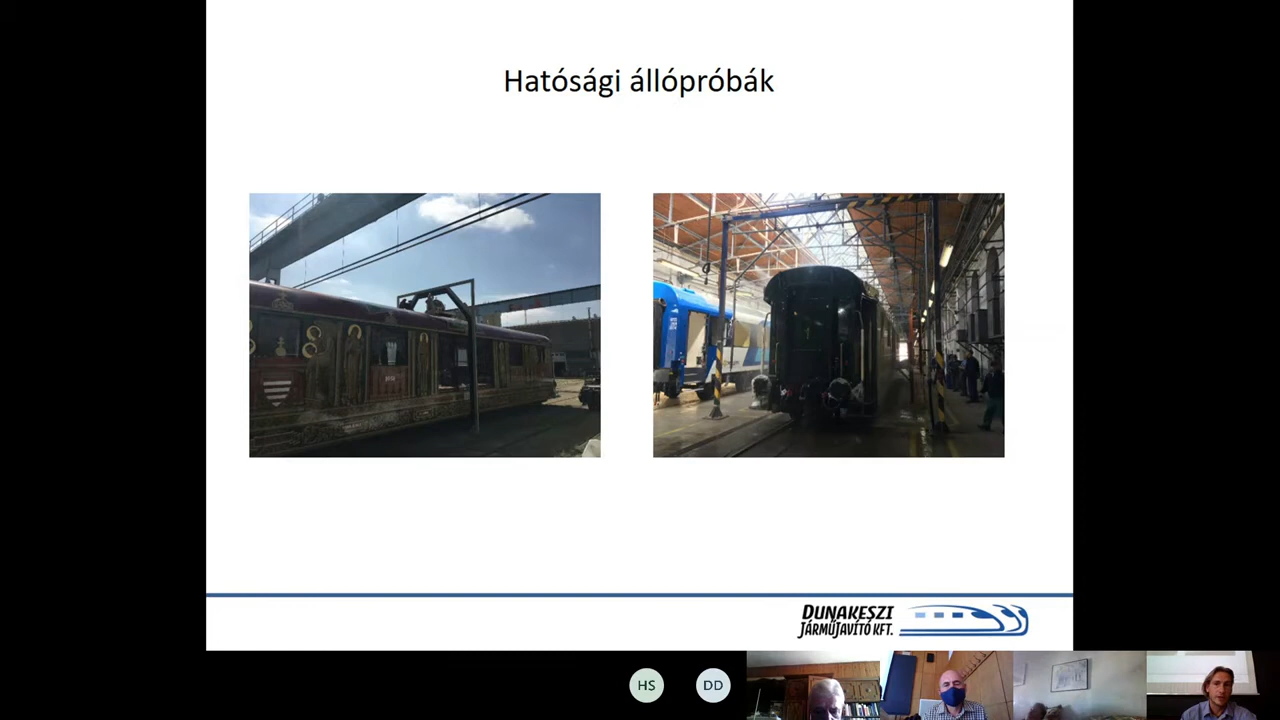 Hatósági állópróbák
DUNAKESZI
JÁRMŰJAVÍTÓ KFT.
HS
DD